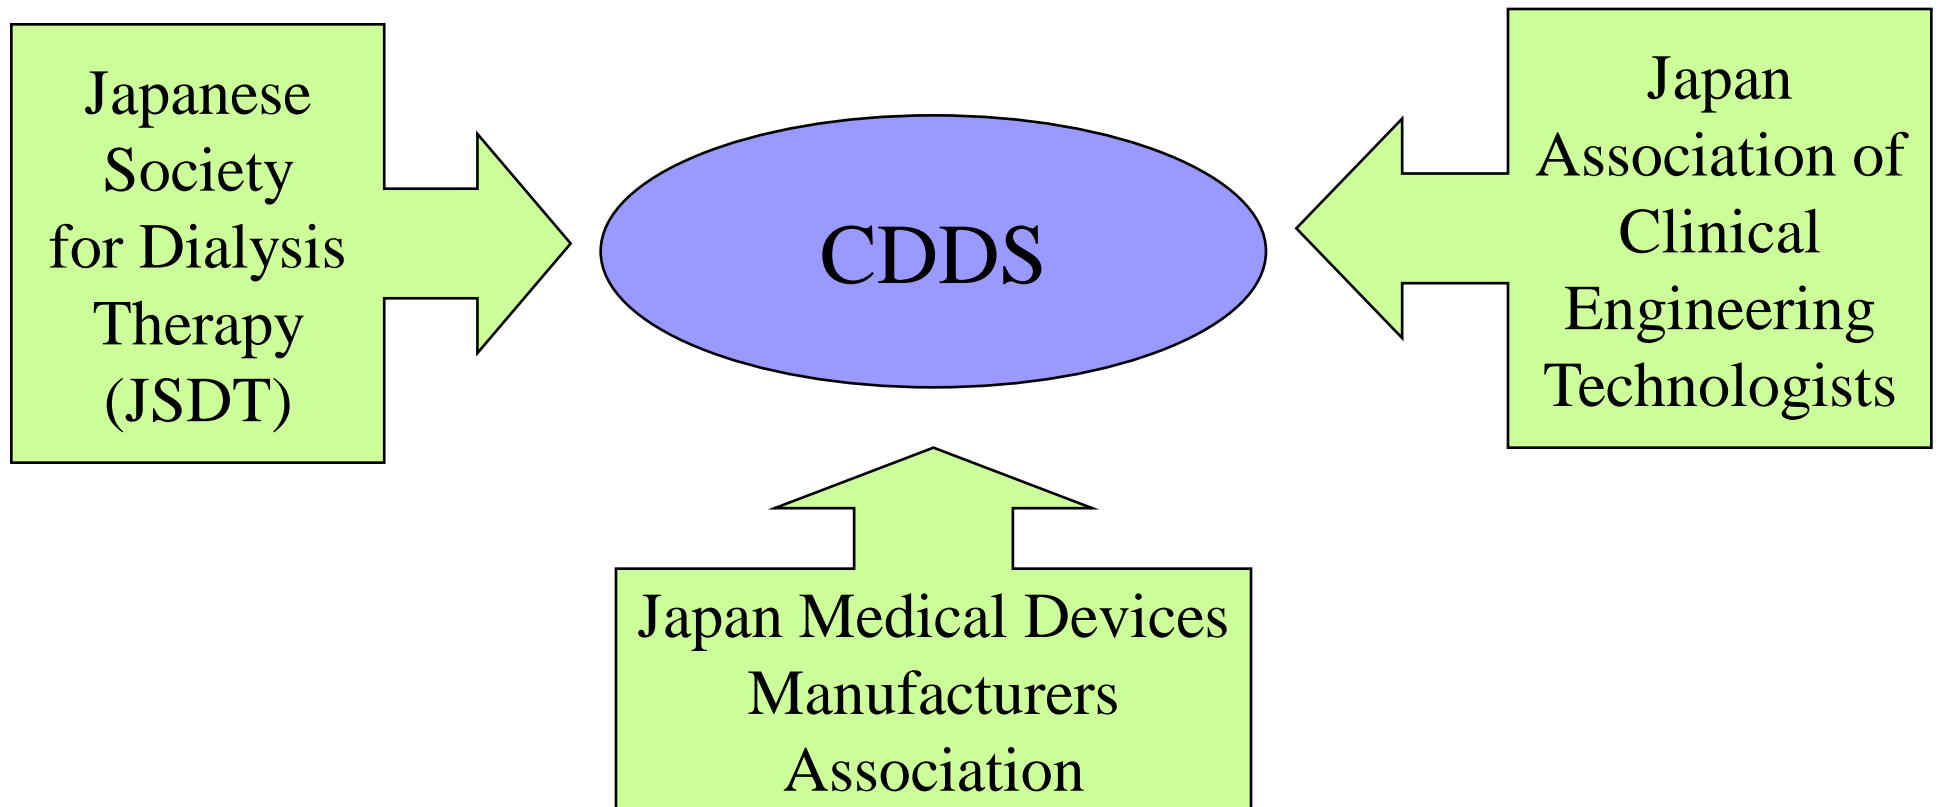 Japanese
Society
for Dialysis
Therapy
(JSDT)
CDDS
Japan
Association of
Clinical
Engineering
Technologists
Japan Medical Devices
Manufacturers
Association